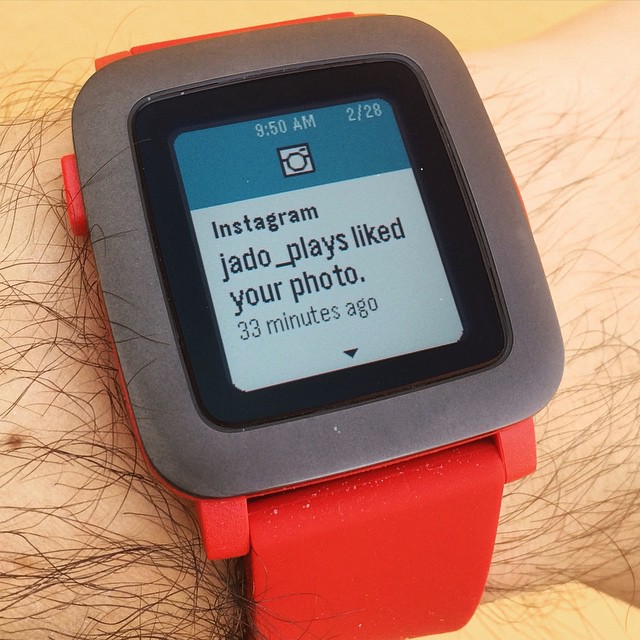 9:50 AM 2/28
Instagram
jado_plays liked
your photo.
33 minutes ago